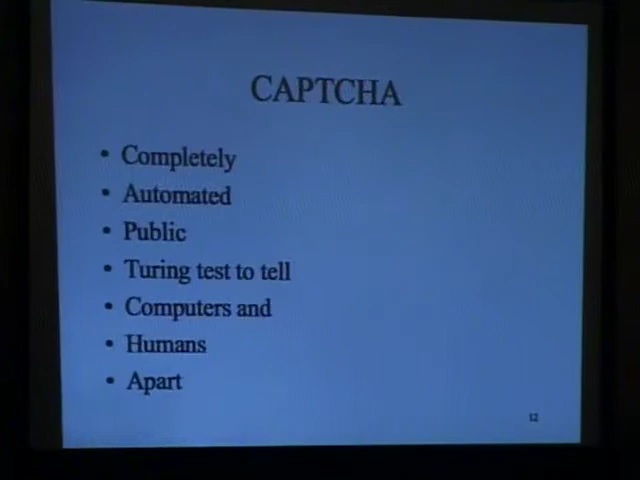 CAPTCHA
• Completely
• Automated
• Public
• Turing test to tell
• Computers and
• Humans
• Apart
12